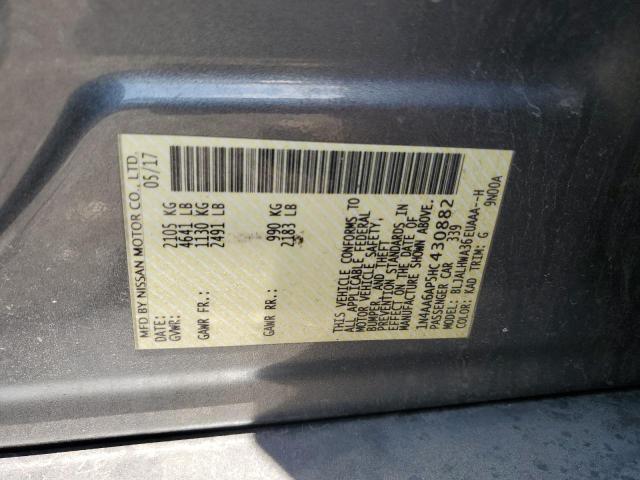 MFD BY NISSAN MOTOR CO., LTD.
DATE: 05/17
GVWR: 2105 KG
4641 LB
GAWR FR: 1130 KG
2491 LB
GAWR RR: 990 KG
2183 LB
THIS VEHICLE CONFORMS TO
ALL APPLICABLE FEDERAL
MOTOR VEHICLE SAFETY,
BUMPER, AND THEFT
PREVENTION STANDARDS IN
EFFECT ON THE DATE OF
MANUFACTURE SHOWN ABOVE.
1N4AA6AP5HC430882
PASSENGER CAR 339
MODEL: BLJALHWA36EUAAA--H
COLOR: KAD TRIM: G 9W00A